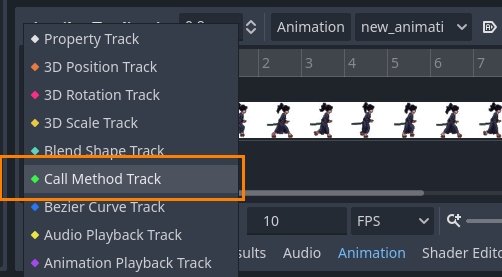 Animation
new_animati
Property Track
3D Position Track
3D Rotation Track
3D Scale Track
Blend Shape Track
Call Method Track
Bezier Curve Track
Audio Playback Track
Animation Playback Track
2 3 4 5 6 7
10
FPS
Audio
Animation
Shader Edito